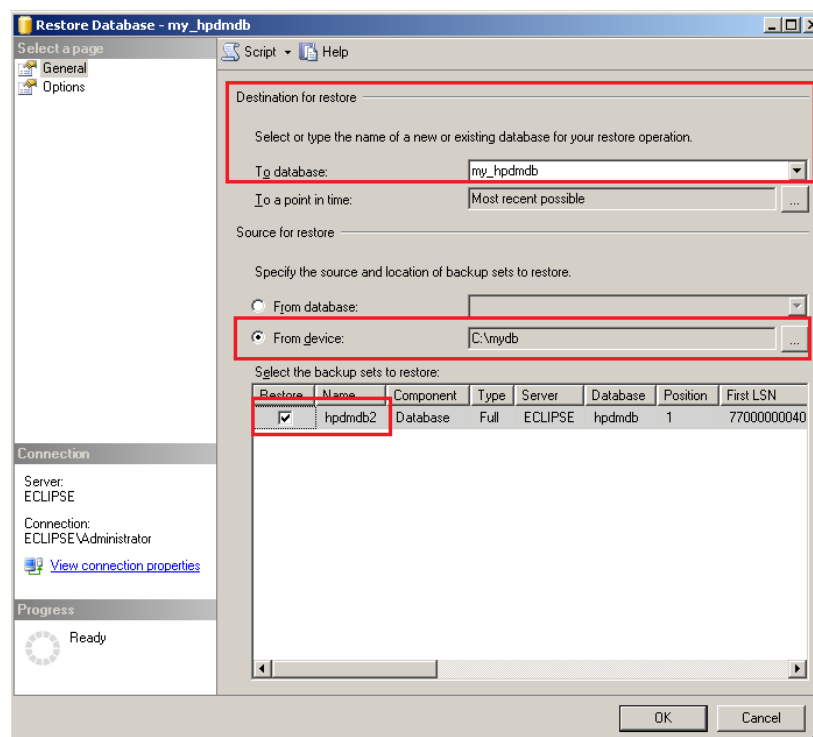 Restore Database - my_hpdmdb
Select a page
General
Options
Script Help
Destination for restore
Select or type the name of a new or existing database for your restore operation.
To database: my_hpdmdb
To a point in time: Most recent possible ...
Source for restore
Specify the source and location of backup sets to restore.
From database:
From device: C:\mydb ...
Select the backup sets to restore:
Restore Name Component Type Server Database Position First LSN
hpdmdb2 Database Full ECLIPSE hpdmdb 1 77000000040
Connection
Server:
ECLIPSE
Connection:
ECLIPSE\Administrator
View connection properties
Progress
Ready
OK Cancel